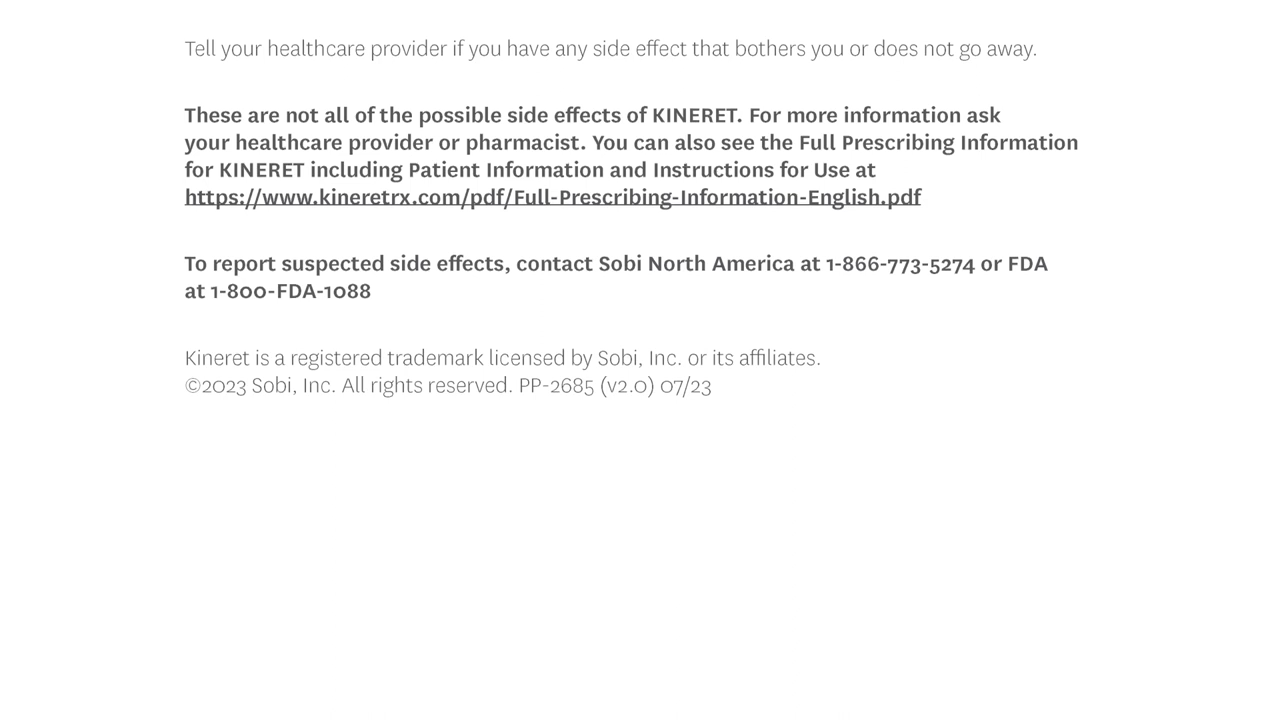 Tell your healthcare provider if you have any side effect that bothers you or does not go away.
These are not all of the possible side effects of KINERET. For more information ask
your healthcare provider or pharmacist. You can also see the Full Prescribing Information
for KINERET including Patient Information and Instructions for Use at
https://www.kineretrx.com/pdf/Full-Prescribing-Information-English.pdf
To report suspected side effects, contact Sobi North America at 1-866-773-5274 or FDA
at 1-800-FDA-1088
Kineret is a registered trademark licensed by Sobi, Inc. or its affiliates.
©2023 Sobi, Inc. All rights reserved. PP-2685 (v2.0) 07/23